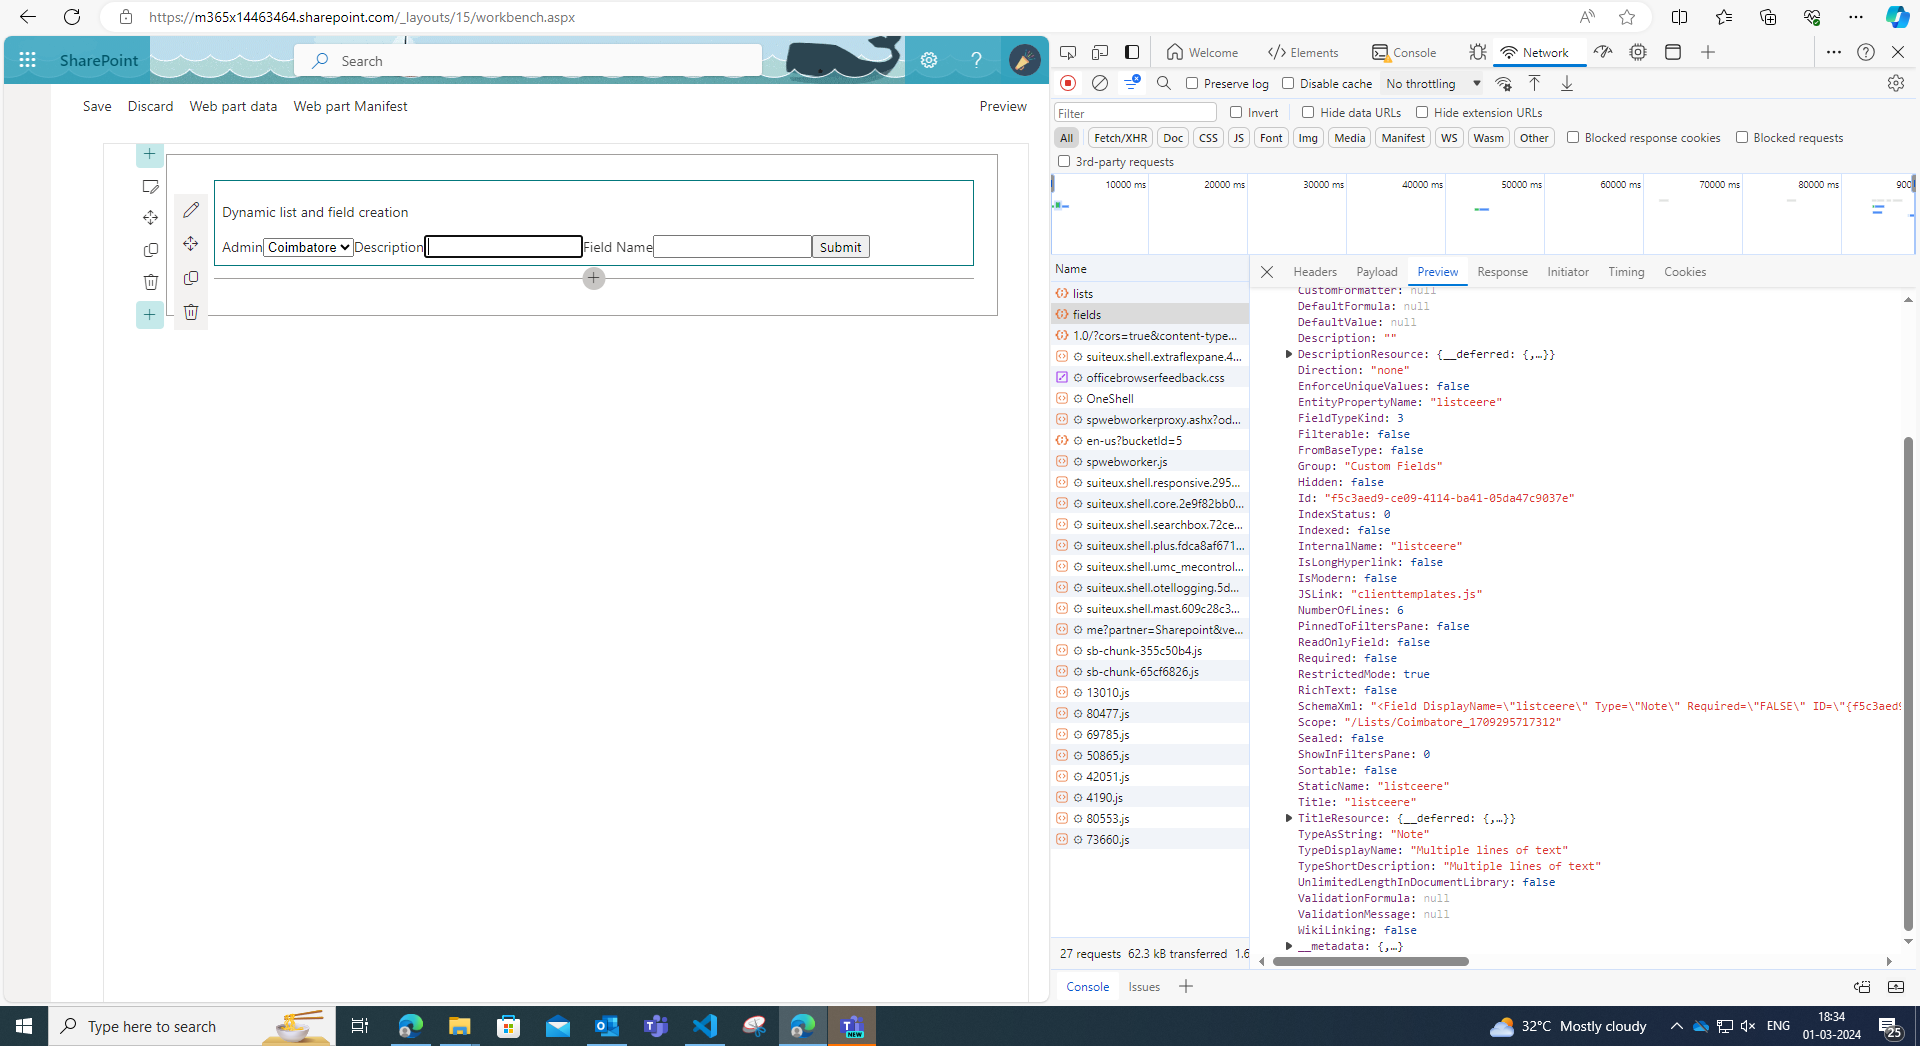 https://m365x14463464.sharepoint.com/_layouts/15/workbench.aspx
SharePoint
Search
Save Discard Web part data Web part Manifest Preview
Dynamic list and field creation
Admin Coimbatore Description Field Name Submit
Welcome Elements Console Network
Preserve log Disable cache No throttling
Filter Invert Hide data URLs Hide extension URLs
All Fetch/XHR Doc CSS JS Font Img Media Manifest WS Wasm Other Blocked response cookies Blocked requests
3rd-party requests
10000 ms 20000 ms 30000 ms 40000 ms 50000 ms 60000 ms 70000 ms 80000 ms 900
Name
lists
fields
1.0/?cors=true&content-type...
suiteux.shell.extraflexpane.4...
officebrowserfeedback.css
OneShell
spwebworkerproxy.ashx?od...
en-us?bucketId=5
spwebworker.js
suiteux.shell.responsive.295...
suiteux.shell.core.2e9f82bb0...
suiteux.shell.searchbox.72ce...
suiteux.shell.plus.fdca8af671...
suiteux.shell.umc_mecontrol...
suiteux.shell.otellogging.5d...
suiteux.shell.mast.609c28c3...
me?partner=Sharepoint&ve...
sb-chunk-355c50b4.js
sb-chunk-65cf6826.js
13010.js
80477.js
69785.js
50865.js
42051.js
4190.js
80553.js
73660.js
27 requests 62.3 kB transferred 1.6
Headers Payload Preview Response Initiator Timing Cookies
CustomFormatter: null
DefaultFormula: null
DefaultValue: null
Description: ""
DescriptionResource: {__deferred: {,…}}
Direction: "none"
EnforceUniqueValues: false
EntityPropertyName: "listceere"
FieldTypeKind: 3
Filterable: false
FromBaseType: false
Group: "Custom Fields"
Hidden: false
Id: "f5c3aed9-ce09-4114-ba41-05da47c9037e"
IndexStatus: 0
Indexed: false
InternalName: "listceere"
IsLongHyperlink: false
IsModern: false
JSLink: "clienttemplates.js"
NumberOfLines: 6
PinnedToFiltersPane: false
ReadOnlyField: false
Required: false
RestrictedMode: true
RichText: false
SchemaXml: "<Field DisplayName=\"listceere\" Type=\"Note\" Required=\"FALSE\" ID=\"{f5c3aed9
Scope: "/Lists/Coimbatore_1709295717312"
Sealed: false
ShowInFiltersPane: 0
Sortable: false
StaticName: "listceere"
Title: "listceere"
TitleResource: {__deferred: {,…}}
TypeAsString: "Note"
TypeDisplayName: "Multiple lines of text"
TypeShortDescription: "Multiple lines of text"
UnlimitedLengthInDocumentLibrary: false
ValidationFormula: null
ValidationMessage: null
WikiLinking: false
__metadata: {,…}
Console Issues
Type here to search
NEW
32°C Mostly cloudy
ENG
18:34
01-03-2024
25